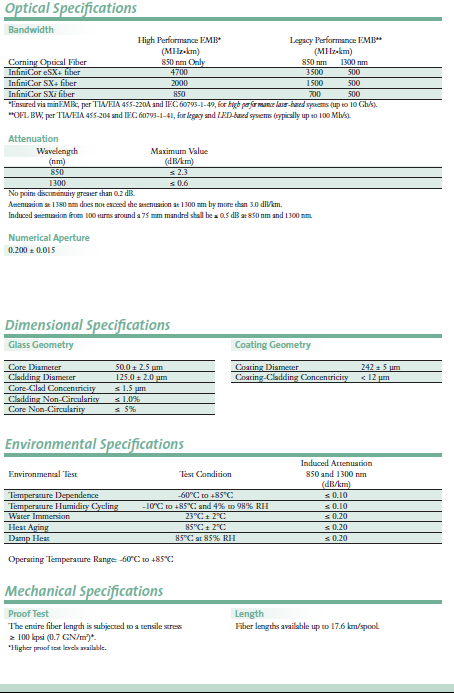 Optical Specifications
Bandwidth
High Performance EMB* Legacy Performance EMB**
(MHz•km) (MHz•km)
Corning Optical Fiber 850 nm Only 850 nm 1300 nm
InfiniCor eSX+ fiber 4700 3500 500
InfiniCor SX+ fiber 2000 1500 500
InfiniCor SXi fiber 850 700 500
*Ensured via minEMBc, per TIA/EIA 455-220A and IEC 60793-1-49, for high performance laser-based systems (up to 10 Gb/s).
**OFL BW, per TIA/EIA 455-204 and IEC 60793-1-41, for legacy and LED-based systems (typically up to 100 Mb/s).
Attenuation
Wavelength Maximum Value
(nm) (dB/km)
850 ≤ 2.3
1300 ≤ 0.6
No point discontinuity greater than 0.2 dB.
Attenuation at 1380 nm does not exceed the attenuation at 1300 nm by more than 3.0 dB/km.
Induced attenuation from 100 turns around a 75 mm mandrel shall be ≤ 0.5 dB at 850 nm and 1300 nm.
Numerical Aperture
0.200 ± 0.015
Dimensional Specifications
Glass Geometry Coating Geometry
Core Diameter 50.0 ± 2.5 µm Coating Diameter 242 ± 5 µm
Cladding Diameter 125.0 ± 2.0 µm Coating-Cladding Concentricity < 12 µm
Core-Clad Concentricity ≤ 1.5 µm
Cladding Non-Circularity ≤ 1.0%
Core Non-Circularity ≤ 5%
Environmental Specifications
Induced Attenuation
Environmental Test Test Condition 850 and 1300 nm
(dB/km)
Temperature Dependence -60°C to +85°C ≤ 0.10
Temperature Humidity Cycling -10°C to +85°C and 4% to 98% RH ≤ 0.10
Water Immersion 23°C ± 2°C ≤ 0.20
Heat Aging 85°C ± 2°C ≤ 0.20
Damp Heat 85°C at 85% RH ≤ 0.20
Operating Temperature Range: -60°C to +85°C
Mechanical Specifications
Proof Test Length
The entire fiber length is subjected to a tensile stress Fiber lengths available up to 17.6 km/spool.
≥ 100 kpsi (0.7 GN/m²)*.
*Higher proof test levels available.